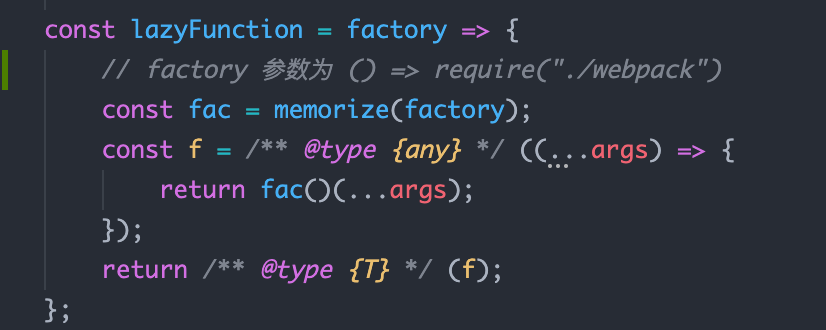 const lazyFunction = factory => {
// factory 参数为 () => require("./webpack")
const fac = memorize(factory);
const f = /** @type {any} */ ((...args) => {
return fac()(...args);
});
return /** @type {T} */ (f);
};